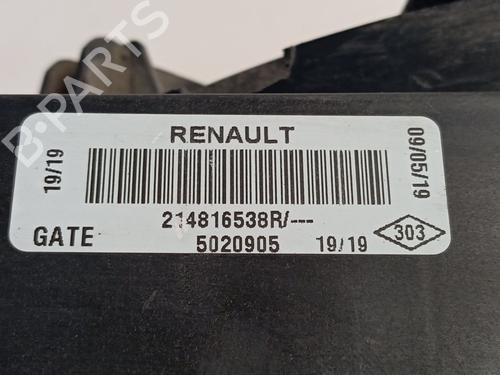 B-PARTS
RENAULT
19/19
09/05/19
214816538R/---
GATE
5020905 19/19
303